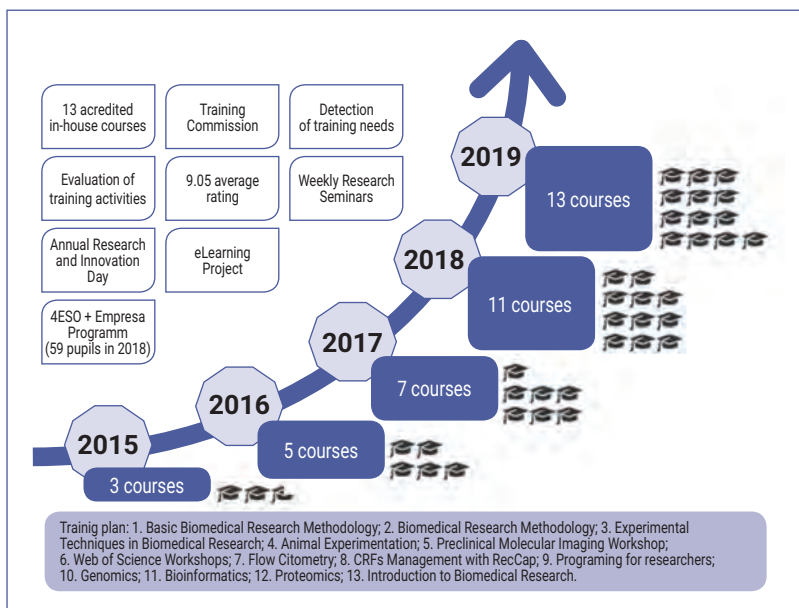 13 acredited
in-house courses
Training
Commission
Detection
of training needs
Evaluation of
training activities
9.05 average
rating
Weekly Research
Seminars
Annual Research
and Innovation
Day
eLearning
Project
4ESO + Empresa
Programm
(59 pupils in 2018)
2019
13 courses
2018
11 courses
2017
7 courses
2016
5 courses
2015
3 courses
Trainig plan: 1. Basic Biomedical Research Methodology; 2. Biomedical Research Methodology; 3. Experimental
Techniques in Biomedical Research; 4. Animal Experimentation; 5. Preclinical Molecular Imaging Workshop;
6. Web of Science Workshops; 7. Flow Citometry; 8. CRFs Management with RecCap; 9. Programing for researchers;
10. Genomics; 11. Bioinformatics; 12. Proteomics; 13. Introduction to Biomedical Research.